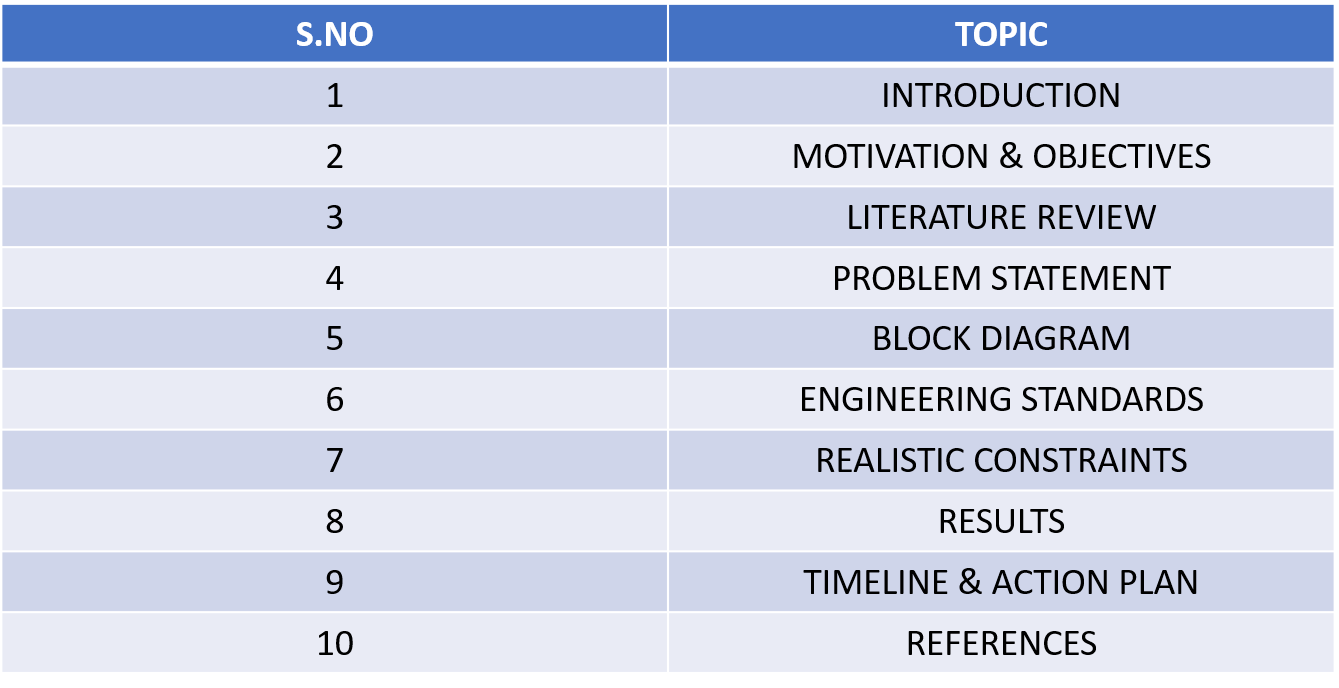 S.NO TOPIC
1 INTRODUCTION
2 MOTIVATION & OBJECTIVES
3 LITERATURE REVIEW
4 PROBLEM STATEMENT
5 BLOCK DIAGRAM
6 ENGINEERING STANDARDS
7 REALISTIC CONSTRAINTS
8 RESULTS
9 TIMELINE & ACTION PLAN
10 REFERENCES